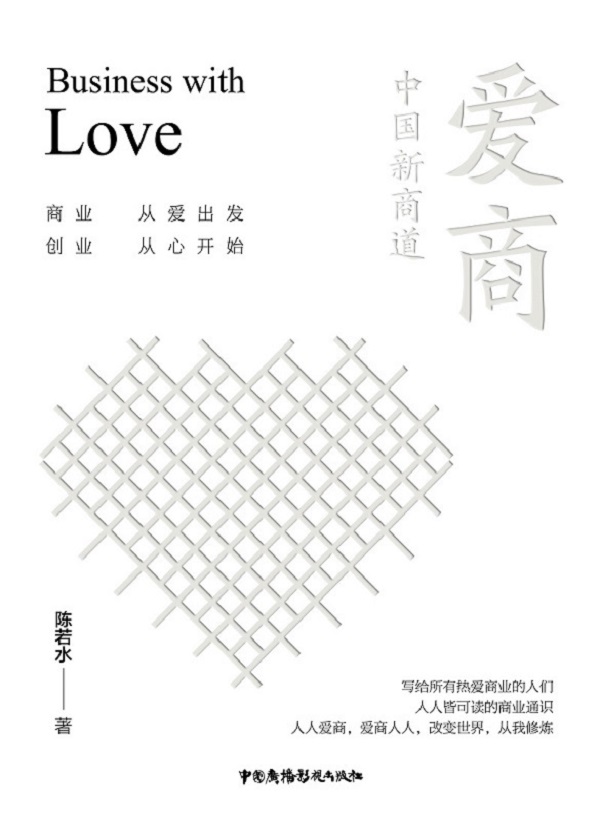 Business with
Love
商业 从爱出发
创业 从心开始
爱商
中国新商道
陈若水——著
写给所有热爱商业的人们
人人皆可读的商业通识
人人爱商，爱商人人，改变世界，从我修炼
中国廣播影视出版社